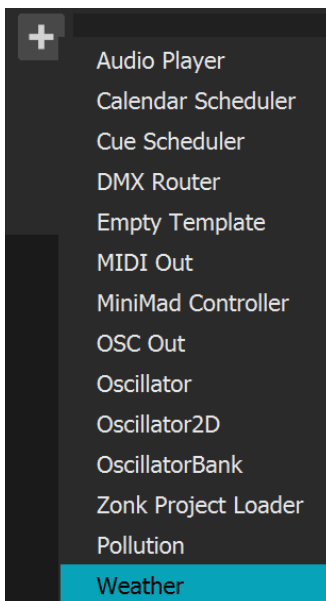 Audio Player
Calendar Scheduler
Cue Scheduler
DMX Router
Empty Template
MIDI Out
MiniMad Controller
OSC Out
Oscillator
Oscillator2D
OscillatorBank
Zonk Project Loader
Pollution
Weather